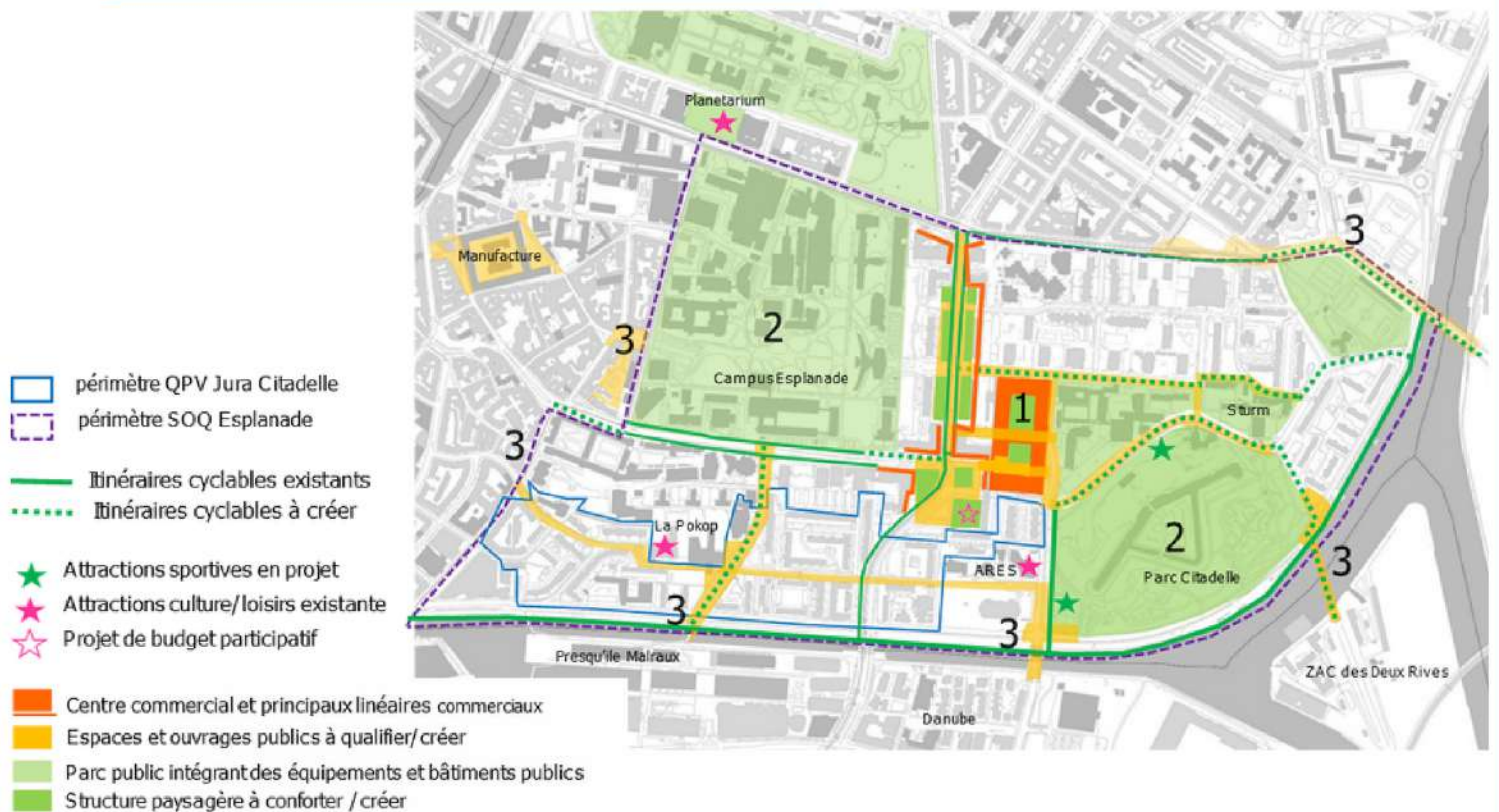 Planetarium
3
Manufacture
3
2
Campus Esplanade
1
Sturm
périmètre QPV Jura Citadelle
périmètre SOQ Esplanade
3
Itinéraires cyclables existants
Itinéraires cyclables à créer
La Pokop
2
ARES
Parc Citadelle
3
Attractions sportives en projet
Attractions culture/loisirs existante
Projet de budget participatif
3
3
Presqu'ile Malraux
ZAC des Deux Rives
Danube
Centre commercial et principaux linéaires commerciaux
Espaces et ouvrages publics à qualifier/créer
Parc public intégrant des équipements et bâtiments publics
Structure paysagère à conforter / créer